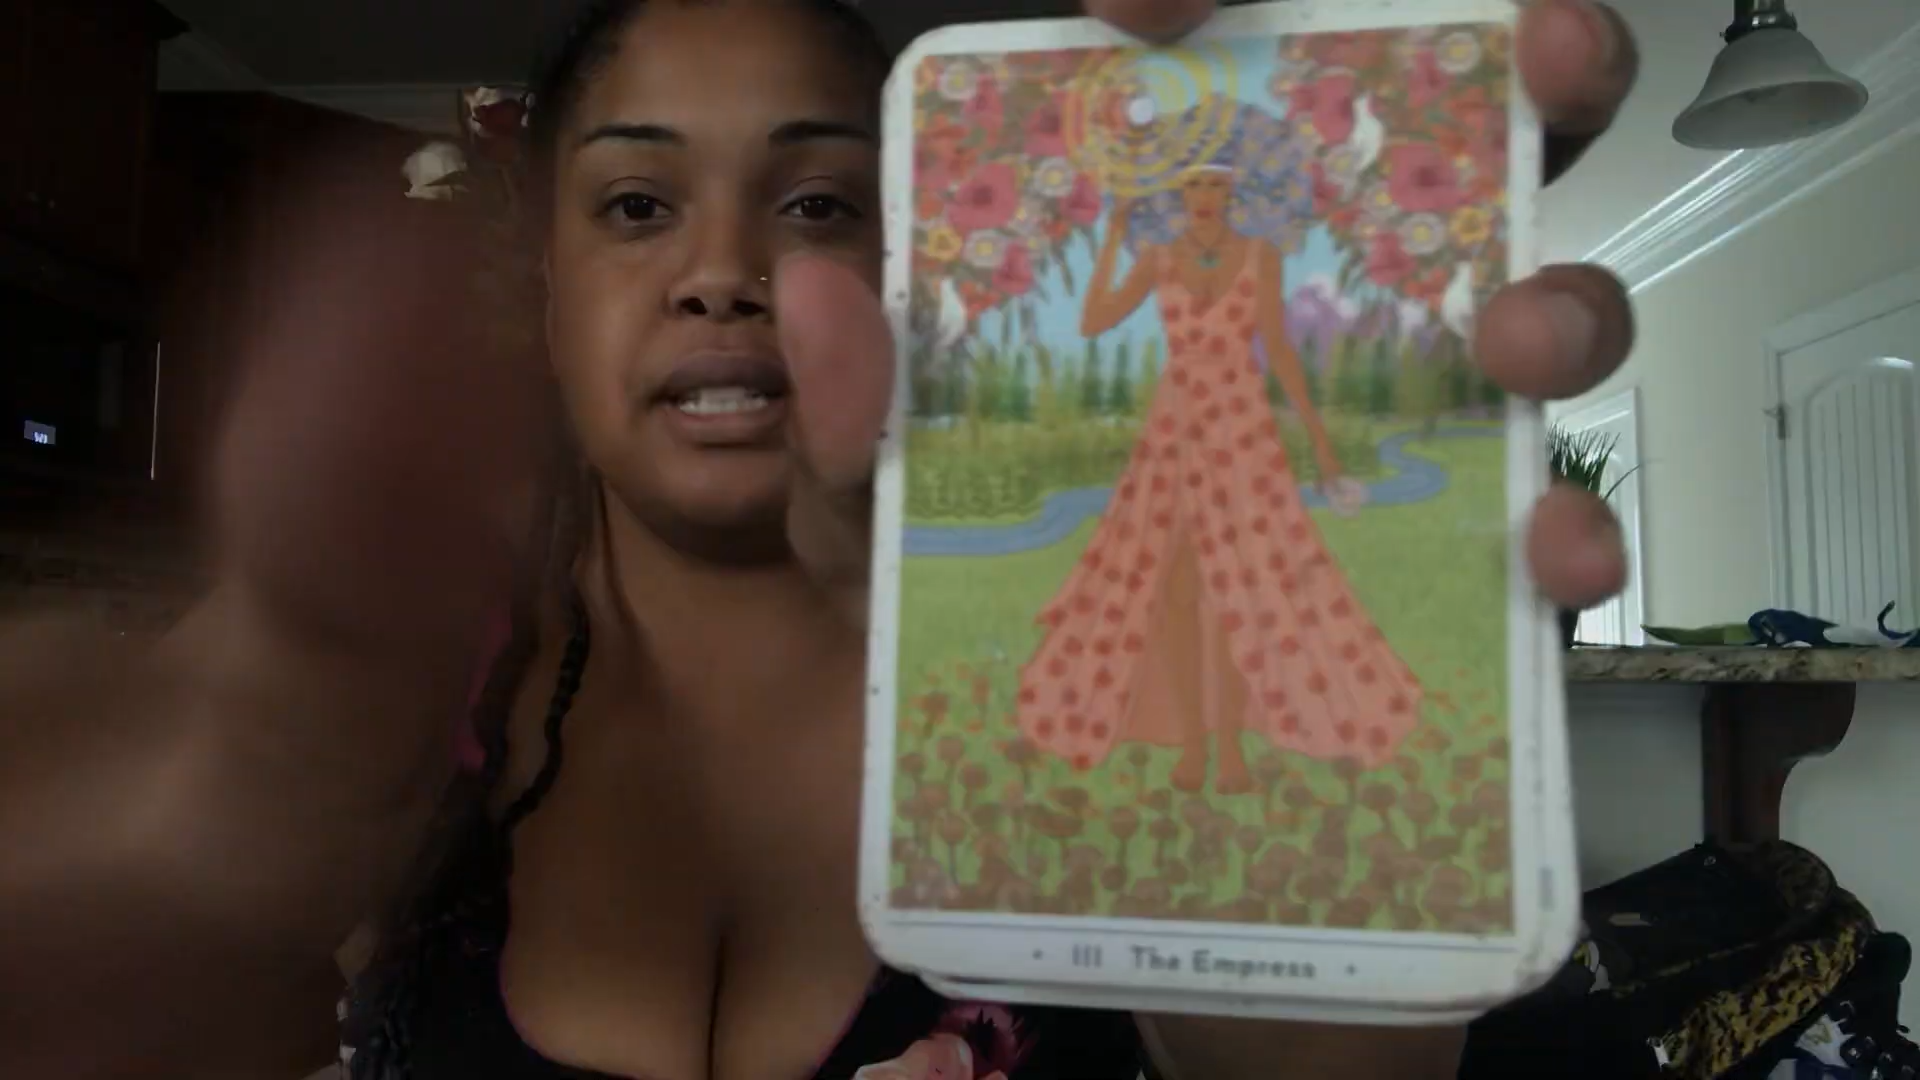 • III The Empress •